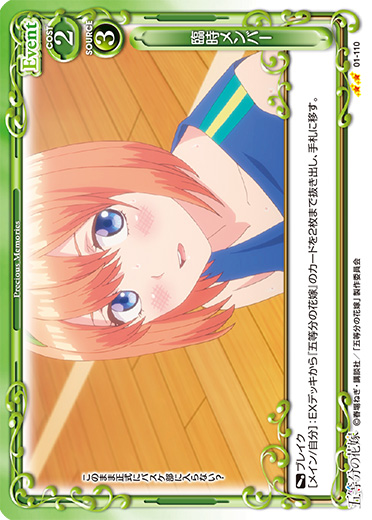 Event
COST
2
SOURCE
3
臨時メンバー
01-110
Precious Memories
このまま正式にバスケ部に入らない？
ブレイク
[メイン/自分]：EXデッキから『五等分の花嫁』のカードを2枚まで抜き出し、手札に移す。
五等分の花嫁
©春場ねぎ・講談社／「五等分の花嫁」製作委員会